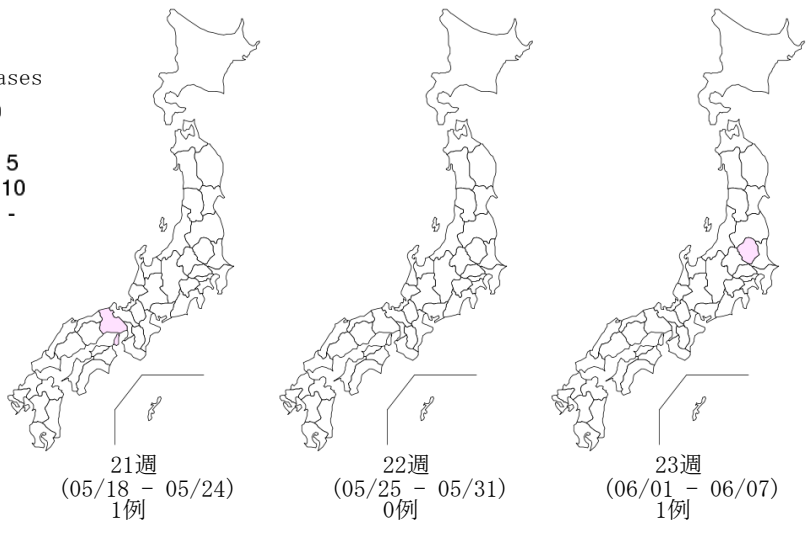 ases
5
10
-
21週
(05/18 - 05/24)
1例
22週
(05/25 - 05/31)
0例
23週
(06/01 - 06/07)
1例